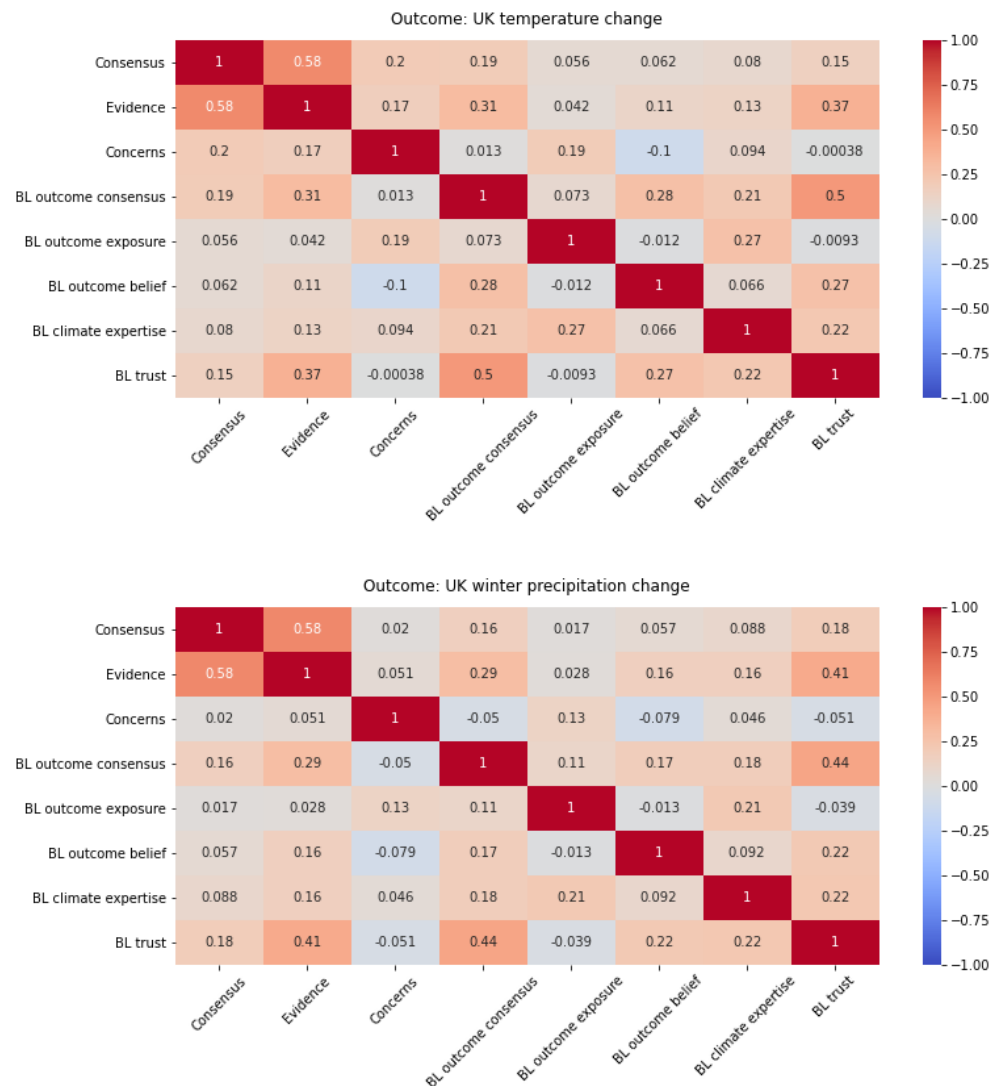 Outcome: UK temperature change
Consensus 1 0.58 0.2 0.19 0.056 0.062 0.08 0.15
Evidence 0.58 1 0.17 0.31 0.042 0.11 0.13 0.37
Concerns 0.2 0.17 1 0.013 0.19 -0.1 0.094 -0.00038
BL outcome consensus 0.19 0.31 0.013 1 0.073 0.28 0.21 0.5
BL outcome exposure 0.056 0.042 0.19 0.073 1 -0.012 0.27 -0.0093
BL outcome belief 0.062 0.11 -0.1 0.28 -0.012 1 0.066 0.27
BL climate expertise 0.08 0.13 0.094 0.21 0.27 0.066 1 0.22
BL trust 0.15 0.37 -0.00038 0.5 -0.0093 0.27 0.22 1
Consensus
Evidence
Concerns
BL outcome consensus
BL outcome exposure
BL outcome belief
BL climate expertise
BL trust
1.00
0.75
0.50
0.25
0.00
−0.25
−0.50
−0.75
−1.00
Outcome: UK winter precipitation change
Consensus 1 0.58 0.02 0.16 0.017 0.057 0.088 0.18
Evidence 0.58 1 0.051 0.29 0.028 0.16 0.16 0.41
Concerns 0.02 0.051 1 -0.05 0.13 -0.079 0.046 -0.051
BL outcome consensus 0.16 0.29 -0.05 1 0.11 0.17 0.18 0.44
BL outcome exposure 0.017 0.028 0.13 0.11 1 -0.013 0.21 -0.039
BL outcome belief 0.057 0.16 -0.079 0.17 -0.013 1 0.092 0.22
BL climate expertise 0.088 0.16 0.046 0.18 0.21 0.092 1 0.22
BL trust 0.18 0.41 -0.051 0.44 -0.039 0.22 0.22 1
Consensus
Evidence
Concerns
BL outcome consensus
BL outcome exposure
BL outcome belief
BL climate expertise
BL trust
1.00
0.75
0.50
0.25
0.00
−0.25
−0.50
−0.75
−1.00